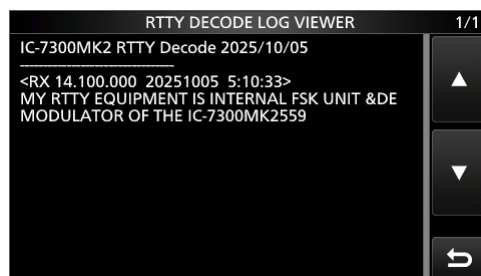 RTTY DECODE LOG VIEWER 1/1
IC-7300MK2 RTTY Decode 2025/10/05
--------------------------------
<RX 14.100.000 20251005 5:10:33>
MY RTTY EQUIPMENT IS INTERNAL FSK UNIT &DE
MODULATOR OF THE IC-7300MK2559